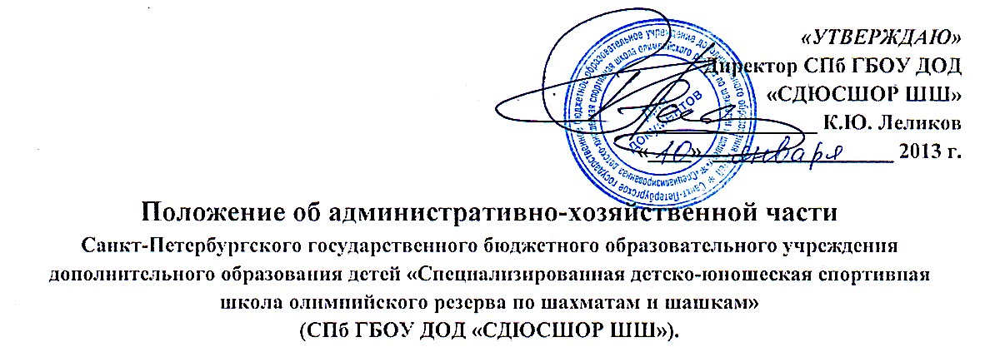 «УТВЕРЖДАЮ»
Директор СПб ГБОУ ДОД
«СДЮСШОР ШШ»
К.Ю. Леликов
«10» января 2013 г.
Положение об административно-хозяйственной части
Санкт-Петербургского государственного бюджетного образовательного учреждения
дополнительного образования детей «Специализированная детско-юношеская спортивная
школа олимпийского резерва по шахматам и шашкам»
(СПб ГБОУ ДОД «СДЮСШОР ШШ»).
документов